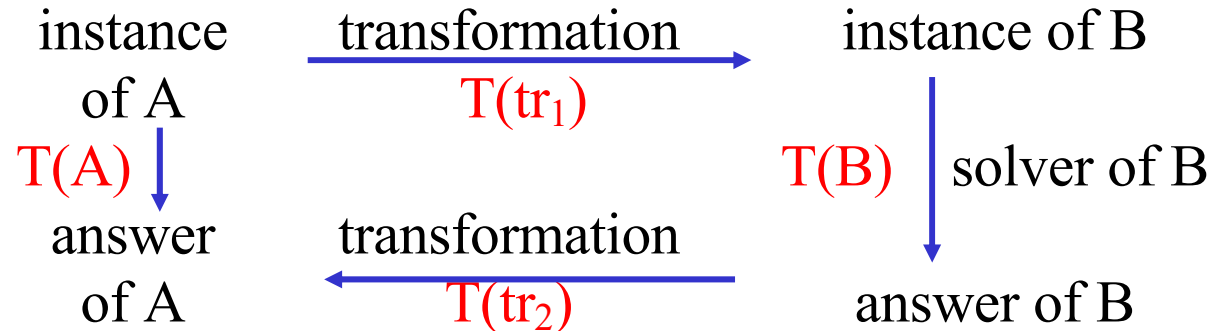 instance transformation instance of B
of A T(tr₁)
T(A) T(B) solver of B
answer transformation
of A T(tr₂) answer of B